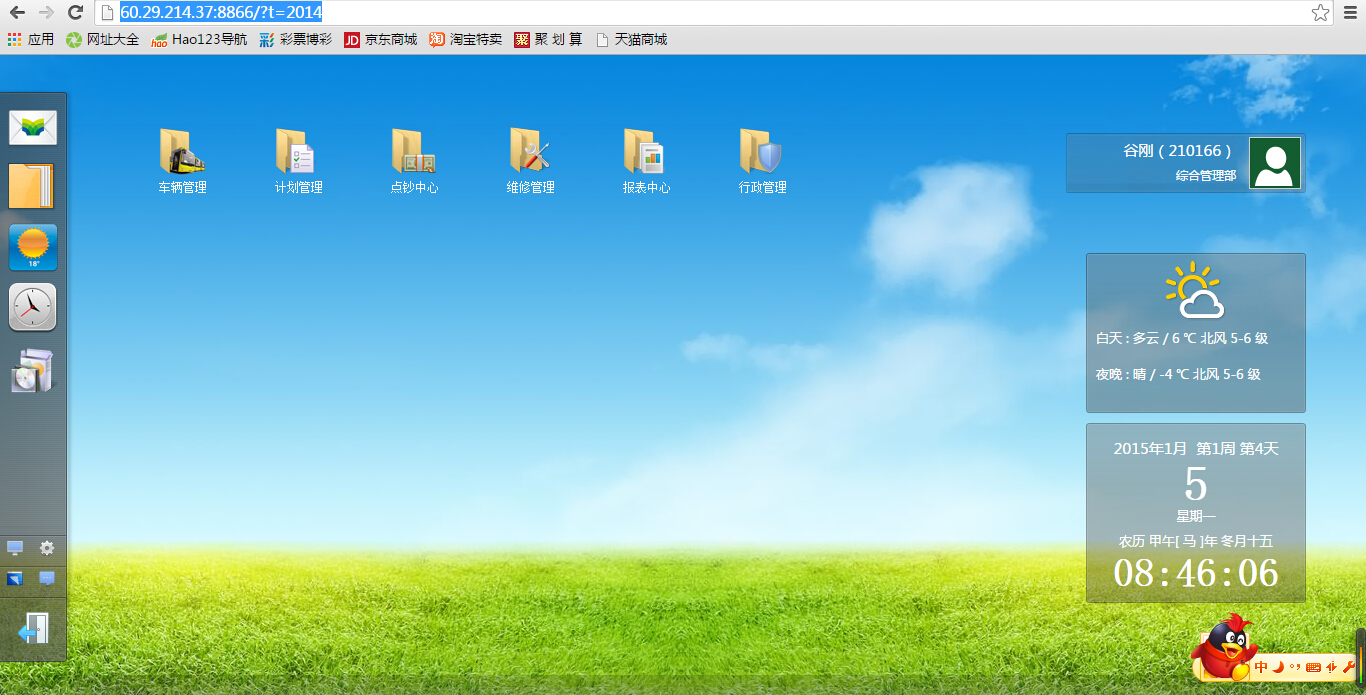 60.29.214.37:8866/?t=2014
应用 网址大全 hao Hao123导航 彩 彩票博彩 JD 京东商城 淘 淘宝特卖 聚 聚 划 算 天猫商城
车辆管理 计划管理 点钞中心 维修管理 报表中心 行政管理
谷刚 ( 210166 )
综合管理部
18°
白天 : 多云 / 6 ℃ 北风 5-6 级
夜晚 : 晴 / -4 ℃ 北风 5-6 级
2015年1月 第1周 第4天
5
星期一
农历 甲午[ 马 ]年 冬月十五
08:46:06
中